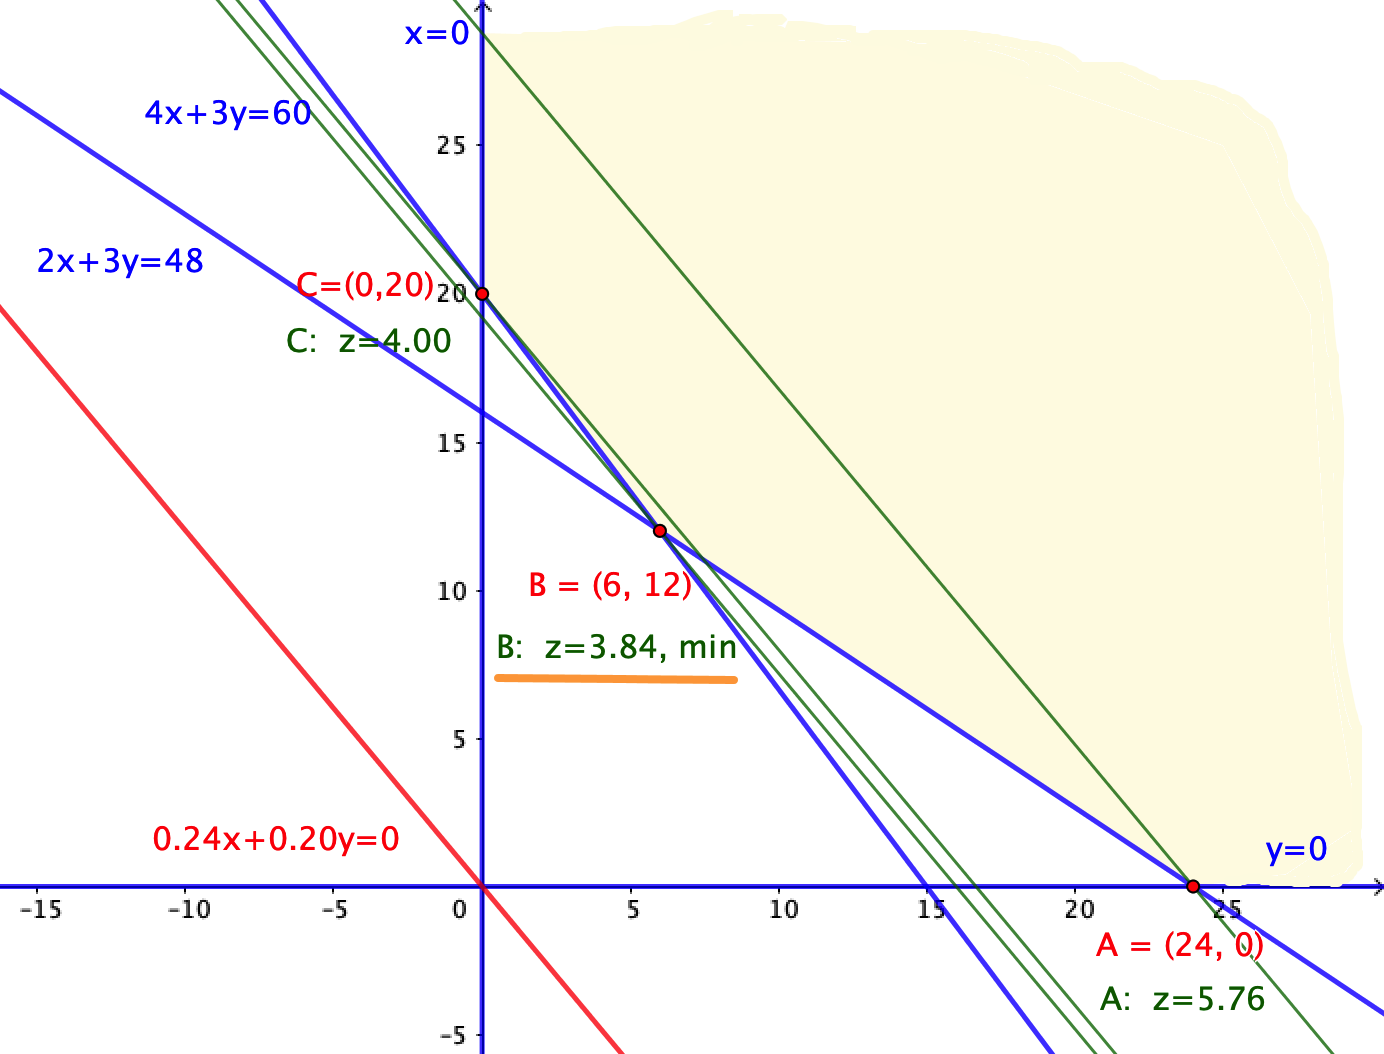 x=0
4x+3y=60
25
2x+3y=48
C=(0,20)
20
C: z=4.00
15
10
B = (6, 12)
B: z=3.84, min
5
0.24x+0.20y=0
y=0
-15
-10
-5
0
5
10
15
20
25
A = (24, 0)
A: z=5.76
-5